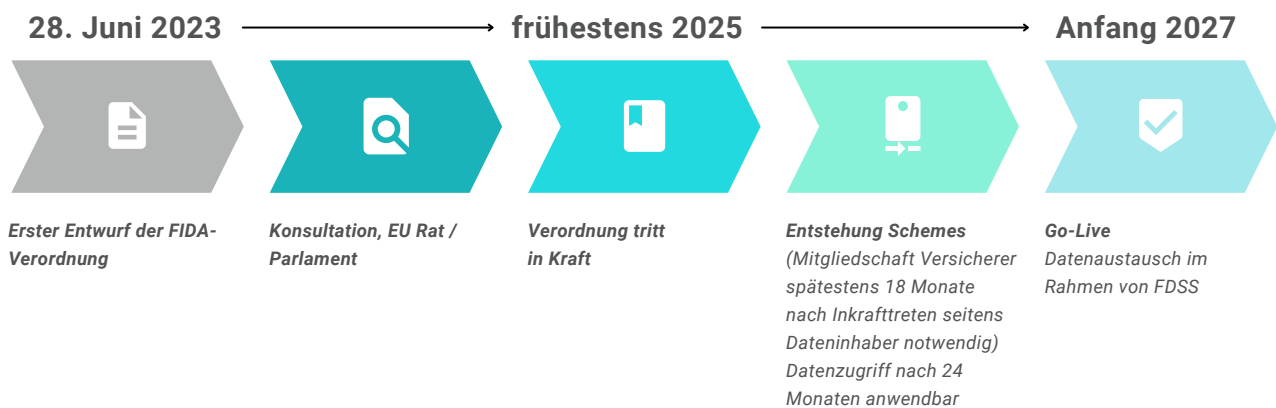 28. Juni 2023
frühestens 2025
Anfang 2027
Erster Entwurf der FIDA-
Verordnung
Konsultation, EU Rat /
Parlament
Verordnung tritt
in Kraft
Entstehung Schemes
(Mitgliedschaft Versicherer
spätestens 18 Monate
nach Inkrafttreten seitens
Dateninhaber notwendig)
Datenzugriff nach 24
Monaten anwendbar
Go-Live
Datenaustausch im
Rahmen von FDSS